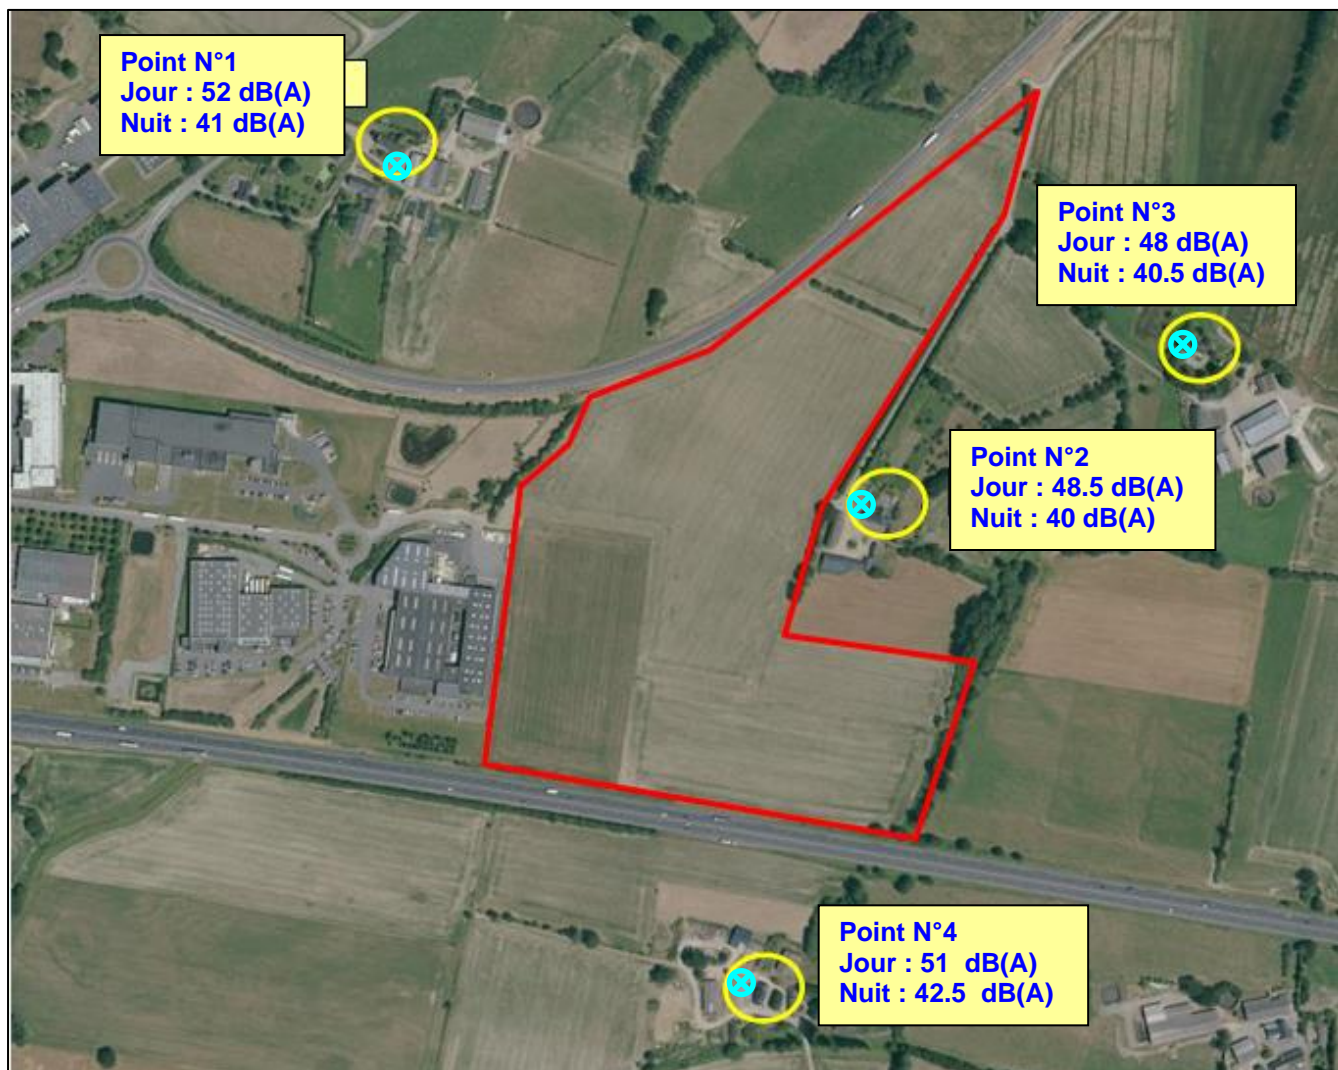 Point N°1
Jour : 52 dB(A)
Nuit : 41 dB(A)
Point N°3
Jour : 48 dB(A)
Nuit : 40.5 dB(A)
Point N°2
Jour : 48.5 dB(A)
Nuit : 40 dB(A)
Point N°4
Jour : 51 dB(A)
Nuit : 42.5 dB(A)